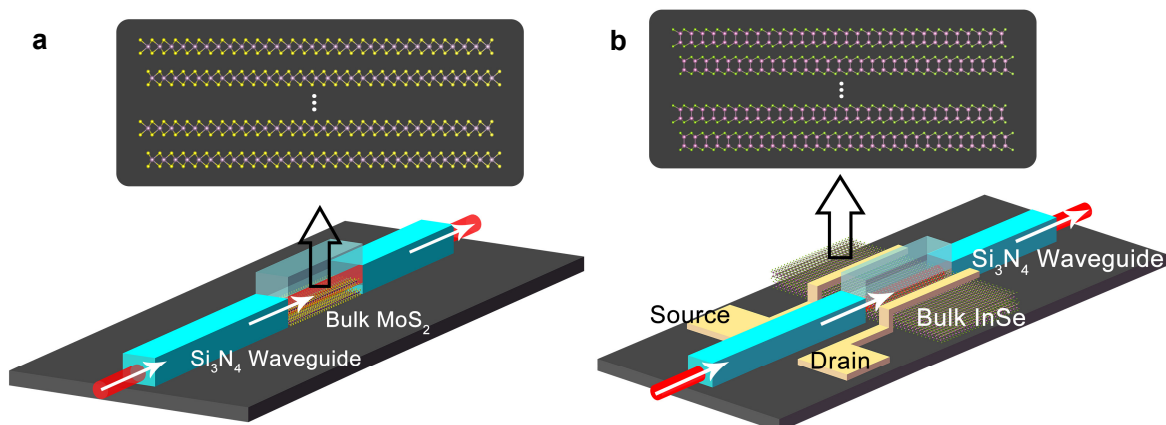 a
b
Bulk MoS₂
Si₃N₄ Waveguide
Si₃N₄ Waveguide
Source
Bulk InSe
Drain